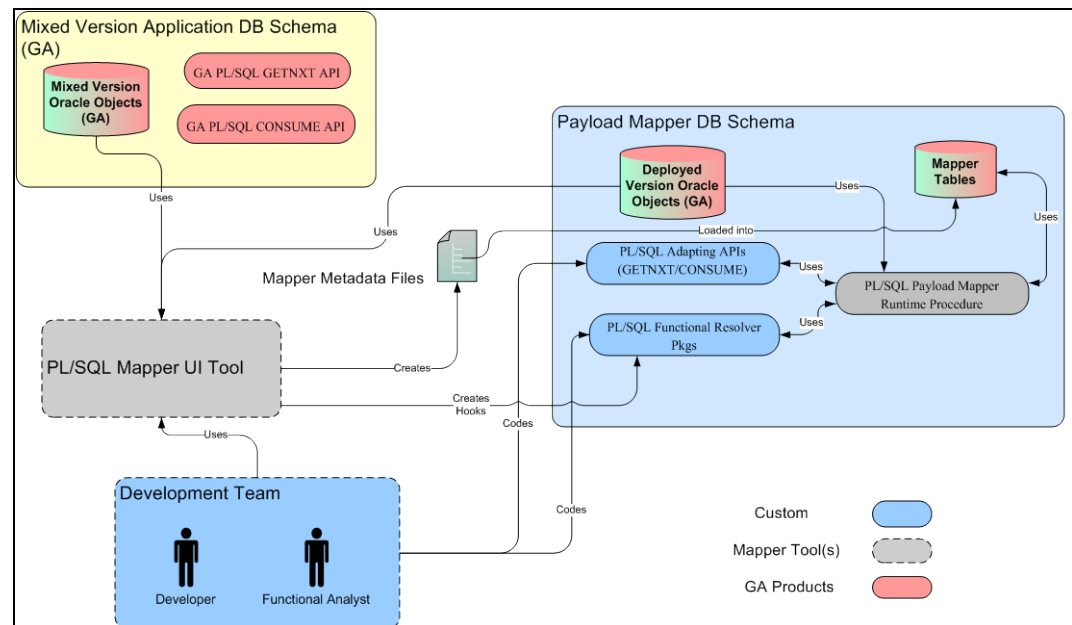 Mixed Version Application DB Schema
(GA)
Mixed Version
Oracle Objects
(GA)
GA PL/SQL GETNXT API
GA PL/SQL CONSUME API
Uses
Payload Mapper DB Schema
Deployed
Version Oracle
Objects (GA)
Mapper
Tables
Uses
Uses
Uses
Loaded into
Mapper Metadata Files
PL/SQL Adapting APIs
(GETNXT/CONSUME)
Uses
PL/SQL Payload Mapper
Runtime Procedure
PL/SQL Functional Resolver
Pkgs
Uses
PL/SQL Mapper UI Tool
Creates
Creates
Hooks
Codes
Uses
Development Team
Codes
Developer
Functional Analyst
Custom
Mapper Tool(s)
GA Products